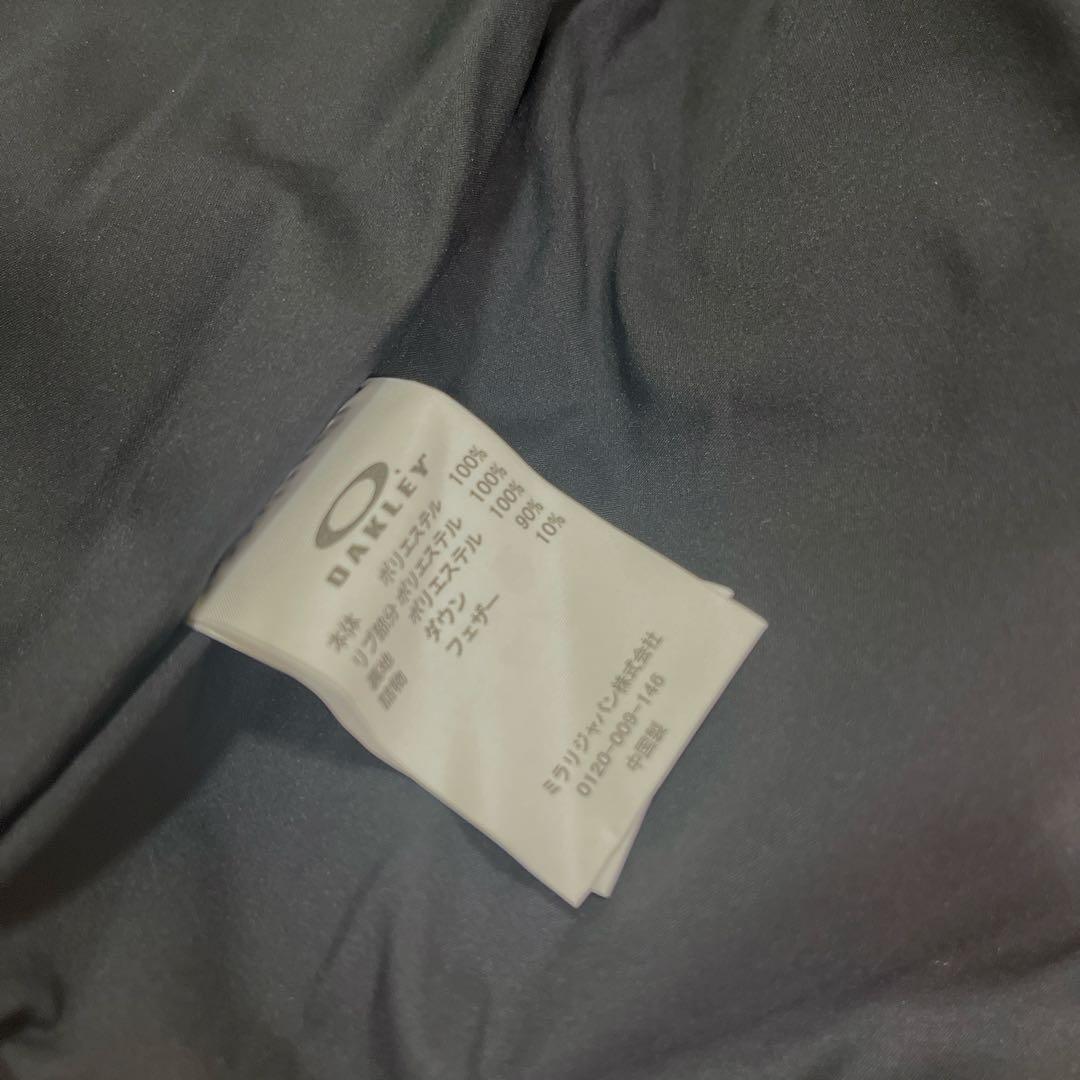 OAKLEY
本体 ポリエステル 100%
リブ部分 ポリエステル 100%
裏地 ポリエステル 100%
詰物 ダウン 90%
フェザー 10%
ミラリジャパン株式会社
0120-009-146
中国製